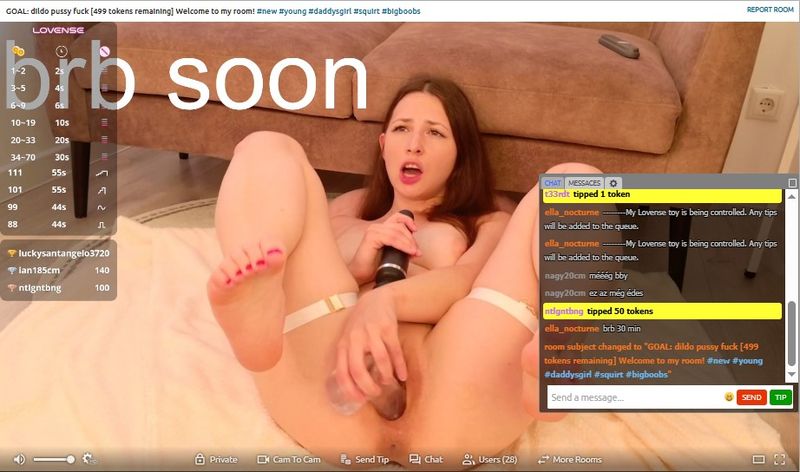 GOAL: dildo pussy fuck [499 tokens remaining] Welcome to my room! #new #young #daddysgirl #squirt #bigboobs
REPORT ROOM
LOVENSE
brb soon
1~2 2s
3~5 4s
6~9 6s
10~19 10s
20~33 20s
34~70 30s
111 55s
101 55s
99 44s
88 44s
luckysantangelo3720
ian185cm 140
ntlgntbng 100
CHAT MESSAGES
t33rdt tipped 1 token
ella_nocturne ---------My Lovense toy is being controlled. Any tips
will be added to the queue.
ella_nocturne ---------My Lovense toy is being controlled. Any tips
will be added to the queue.
nagy20cm mééég bby
nagy20cm ez az még édes
ntlgntbng tipped 50 tokens
ella_nocturne brb 30 min
room subject changed to "GOAL: dildo pussy fuck [499
tokens remaining] Welcome to my room! #new #young
#daddysgirl #squirt #bigboobs"
Send a message... SEND TIP
Private Cam To Cam Send Tip Chat Users (28) More Rooms